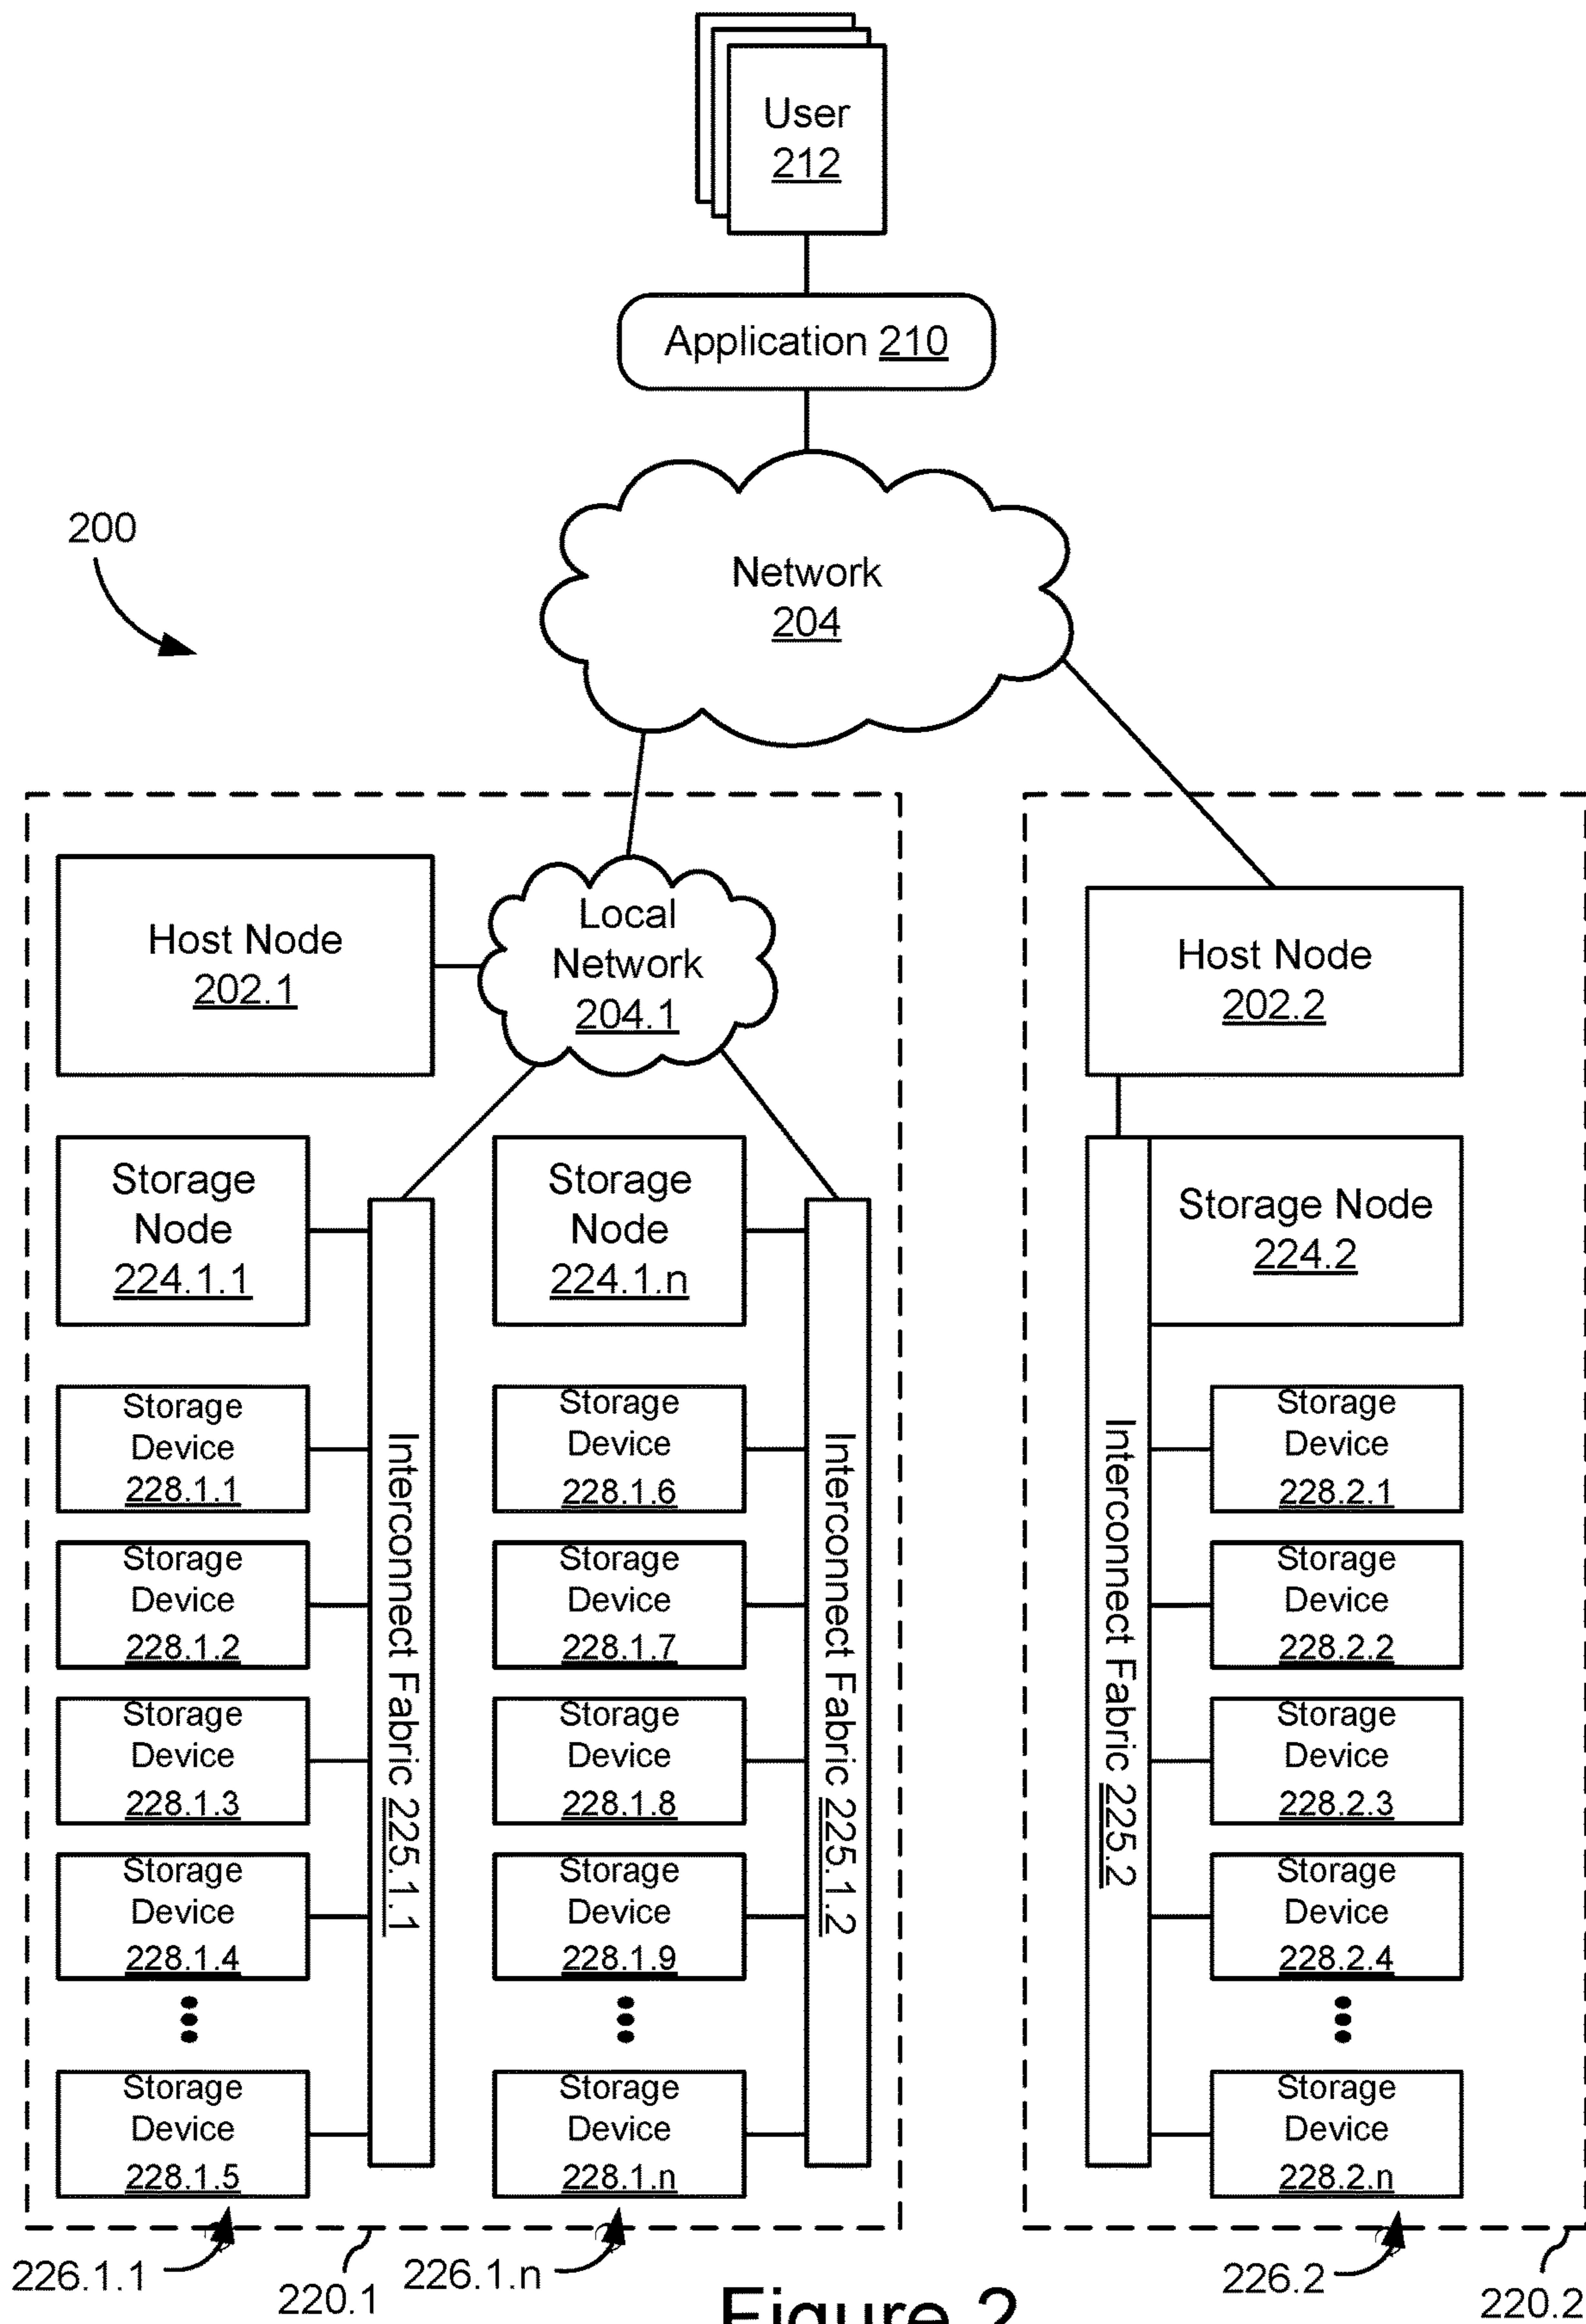 User
212
Application 210
200
Network
204
Host Node
202.1
Local
Network
204.1
Host Node
202.2
Storage
Node
224.1.1
Storage
Node
224.1.n
Storage Node
224.2
Storage
Device
228.1.1
Storage
Device
228.1.2
Storage
Device
228.1.3
Storage
Device
228.1.4
Storage
Device
228.1.5
Interconnect Fabric 225.1.1
Storage
Device
228.1.6
Storage
Device
228.1.7
Storage
Device
228.1.8
Storage
Device
228.1.9
Storage
Device
228.1.n
Interconnect Fabric 225.1.2
Interconnect Fabric 225.2
Storage
Device
228.2.1
Storage
Device
228.2.2
Storage
Device
228.2.3
Storage
Device
228.2.4
Storage
Device
228.2.n
226.1.1
220.1
226.1.n
226.2
220.2
Figure 2